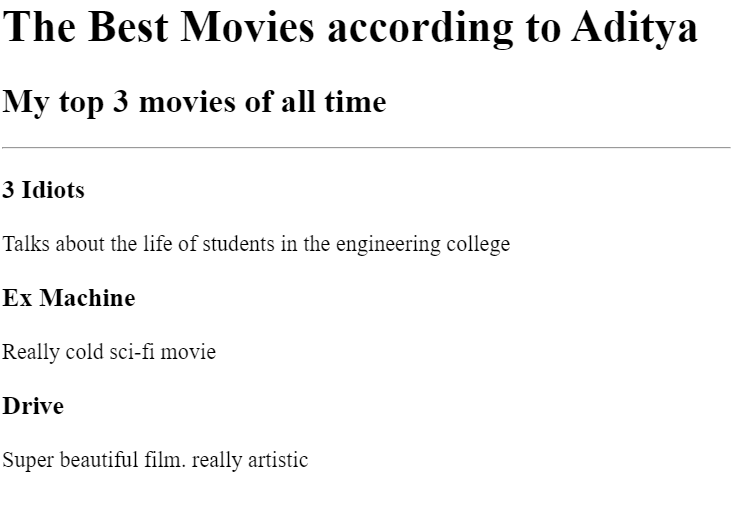 The Best Movies according to Aditya
My top 3 movies of all time
3 Idiots
Talks about the life of students in the engineering college
Ex Machine
Really cold sci-fi movie
Drive
Super beautiful film. really artistic